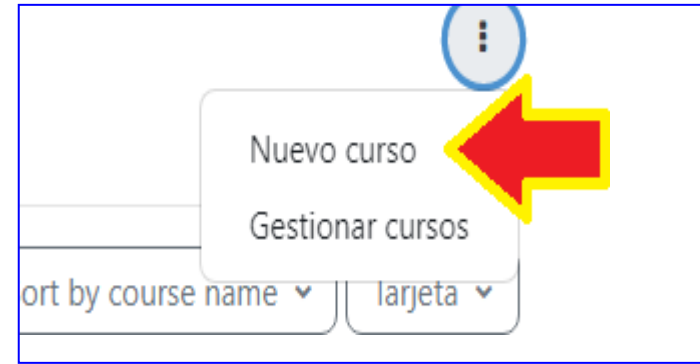 Nuevo curso
Gestionar cursos
ort by course name
Tarjeta